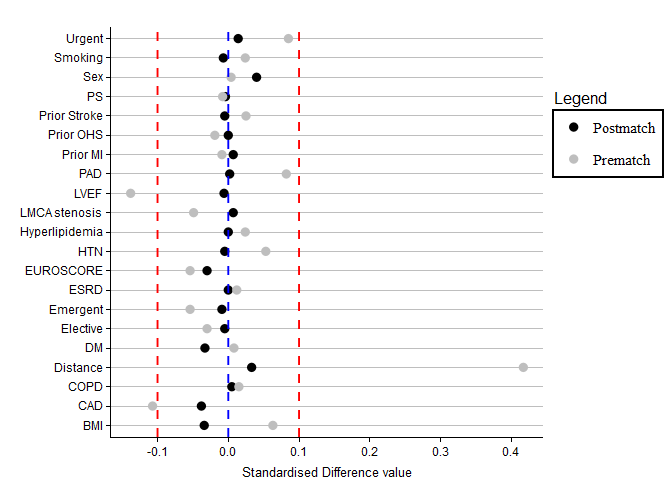 Urgent
Smoking
Sex
PS
Prior Stroke
Prior OHS
Prior MI
PAD
LVEF
LMCA stenosis
Hyperlipidemia
HTN
EUROSCORE
ESRD
Emergent
Elective
DM
Distance
COPD
CAD
BMI
-0.1 0.0 0.1 0.2 0.3 0.4
Standardised Difference value
Legend
Postmatch
Prematch